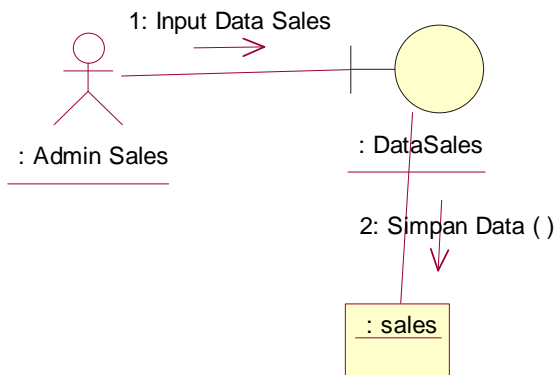 1: Input Data Sales
: Admin Sales
: DataSales
2: Simpan Data ( )
: sales